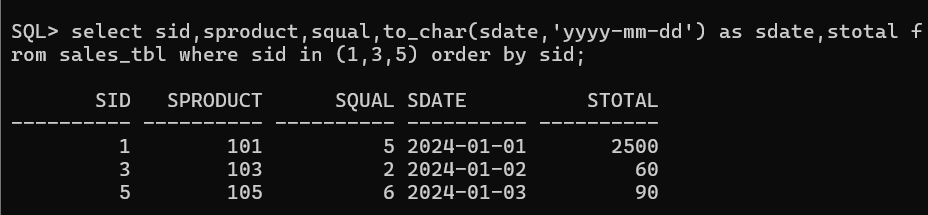 SQL> select sid,sproduct,squal,to_char(sdate,'yyyy-mm-dd') as sdate,stotal f
rom sales_tbl where sid in (1,3,5) order by sid;
       SID   SPRODUCT      SQUAL SDATE          STOTAL
---------- ---------- ---------- ---------- ----------
         1        101          5 2024-01-01       2500
         3        103          2 2024-01-02         60
         5        105          6 2024-01-03         90